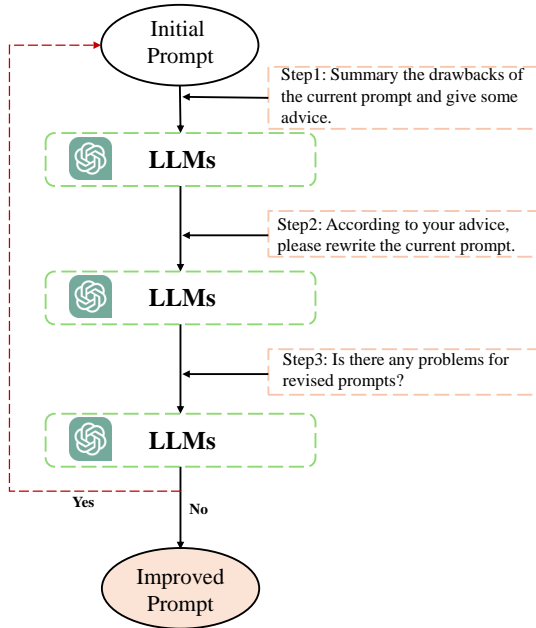 Initial
Prompt
Step1: Summary the drawbacks of
the current prompt and give some
advice.
LLMs
Step2: According to your advice,
please rewrite the current prompt.
LLMs
Step3: Is there any problems for
revised prompts?
LLMs
Yes
No
Improved
Prompt